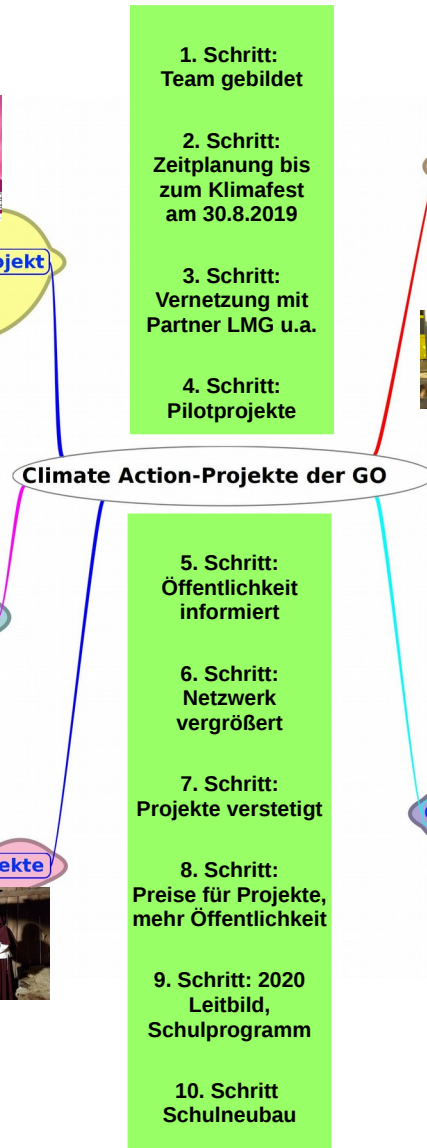 1. Schritt:
Team gebildet
2. Schritt:
Zeitplanung bis
zum Klimafest
am 30.8.2019
ojekt
3. Schritt:
Vernetzung mit
Partner LMG u.a.
4. Schritt:
Pilotprojekte
Climate Action-Projekte der GO
5. Schritt:
Öffentlichkeit
informiert
6. Schritt:
Netzwerk
vergrößert
7. Schritt:
Projekte verstetigt
ekte
8. Schritt:
Preise für Projekte,
mehr Öffentlichkeit
9. Schritt: 2020
Leitbild,
Schulprogramm
10. Schritt
Schulneubau